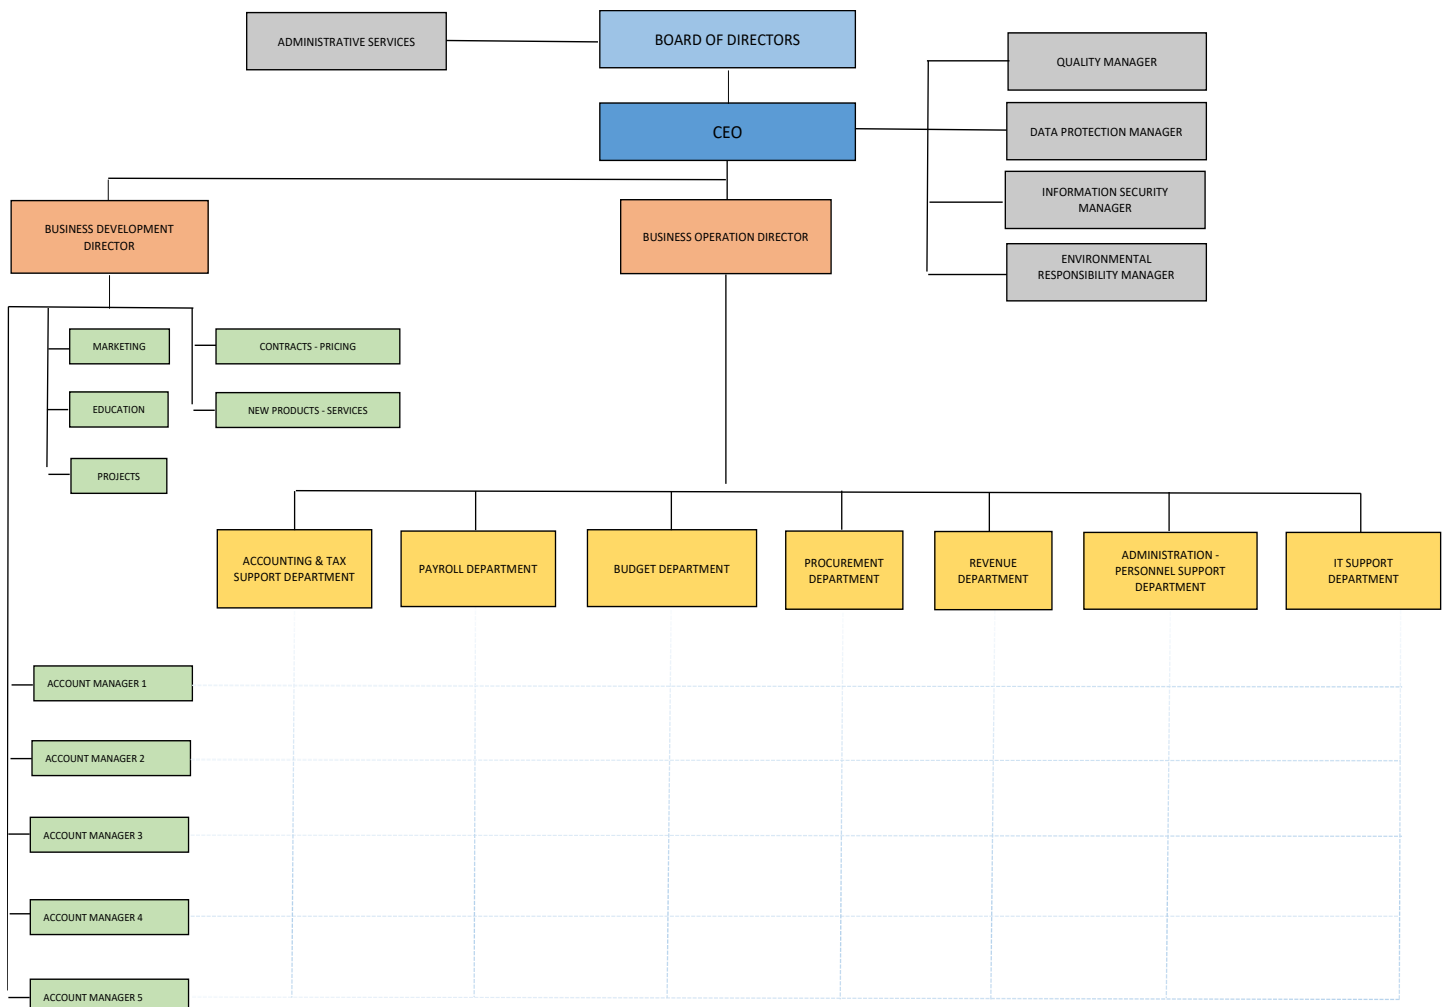 ADMINISTRATIVE SERVICES
BOARD OF DIRECTORS
QUALITY MANAGER
CEO
DATA PROTECTION MANAGER
INFORMATION SECURITY
MANAGER
BUSINESS DEVELOPMENT
DIRECTOR
BUSINESS OPERATION DIRECTOR
ENVIRONMENTAL
RESPONSIBILITY MANAGER
MARKETING
CONTRACTS - PRICING
EDUCATION
NEW PRODUCTS - SERVICES
PROJECTS
ACCOUNTING & TAX
SUPPORT DEPARTMENT
PAYROLL DEPARTMENT
BUDGET DEPARTMENT
PROCUREMENT
DEPARTMENT
REVENUE
DEPARTMENT
ADMINISTRATION -
PERSONNEL SUPPORT
DEPARTMENT
IT SUPPORT
DEPARTMENT
ACCOUNT MANAGER 1
ACCOUNT MANAGER 2
ACCOUNT MANAGER 3
ACCOUNT MANAGER 4
ACCOUNT MANAGER 5